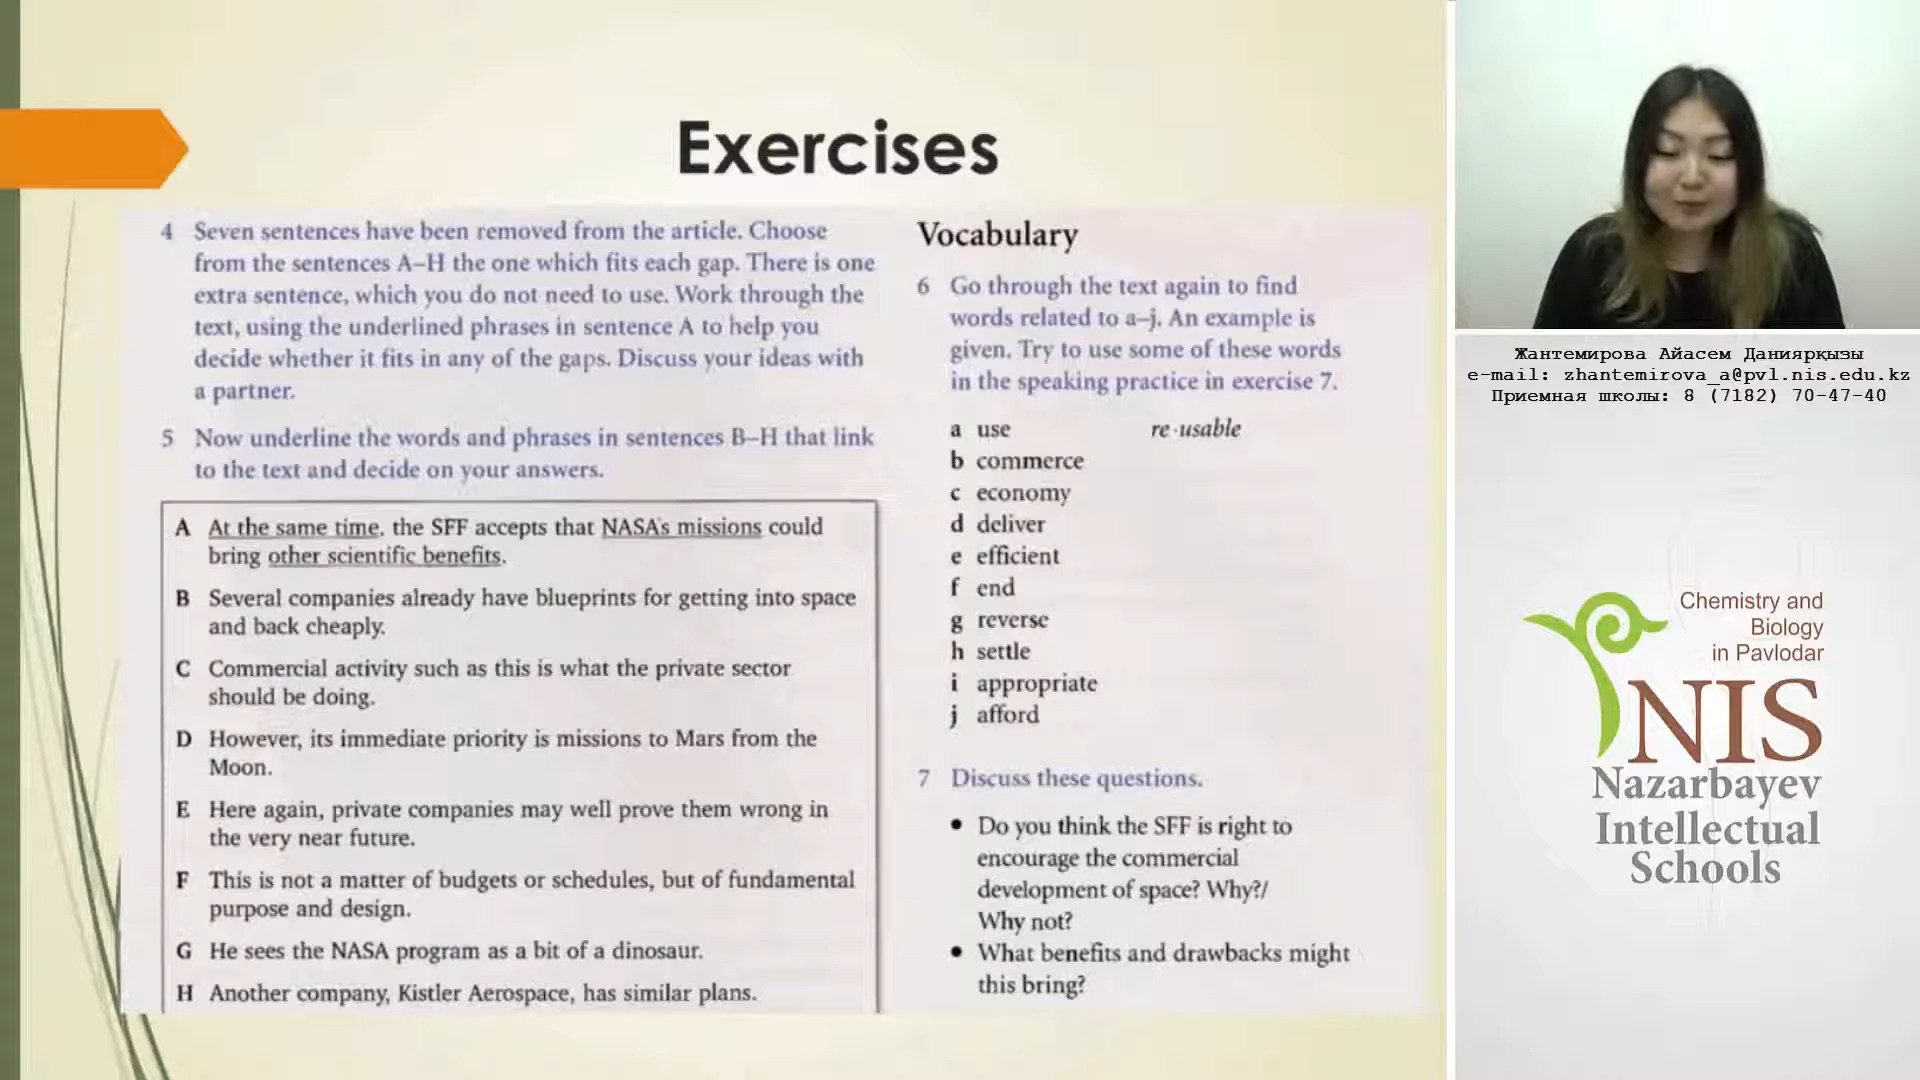 Exercises
4 Seven sentences have been removed from the article. Choose
from the sentences A–H the one which fits each gap. There is one
extra sentence, which you do not need to use. Work through the
text, using the underlined phrases in sentence A to help you
decide whether it fits in any of the gaps. Discuss your ideas with
a partner.
5 Now underline the words and phrases in sentences B–H that link
to the text and decide on your answers.
A At the same time, the SFF accepts that NASA's missions could
bring other scientific benefits.
B Several companies already have blueprints for getting into space
and back cheaply.
C Commercial activity such as this is what the private sector
should be doing.
D However, its immediate priority is missions to Mars from the
Moon.
E Here again, private companies may well prove them wrong in
the very near future.
F This is not a matter of budgets or schedules, but of fundamental
purpose and design.
G He sees the NASA program as a bit of a dinosaur.
H Another company, Kistler Aerospace, has similar plans.
Vocabulary
6 Go through the text again to find
words related to a–j. An example is
given. Try to use some of these words
in the speaking practice in exercise 7.
a use re-usable
b commerce
c economy
d deliver
e efficient
f end
g reverse
h settle
i appropriate
j afford
7 Discuss these questions.
• Do you think the SFF is right to
encourage the commercial
development of space? Why?/
Why not?
• What benefits and drawbacks might
this bring?
Жантемирова Айасем Даниярқызы
e-mail: zhantemirova_a@pvl.nis.edu.kz
Приемная школы: 8 (7182) 70-47-40
Chemistry and
Biology
in Pavlodar
NIS
Nazarbayev
Intellectual
Schools